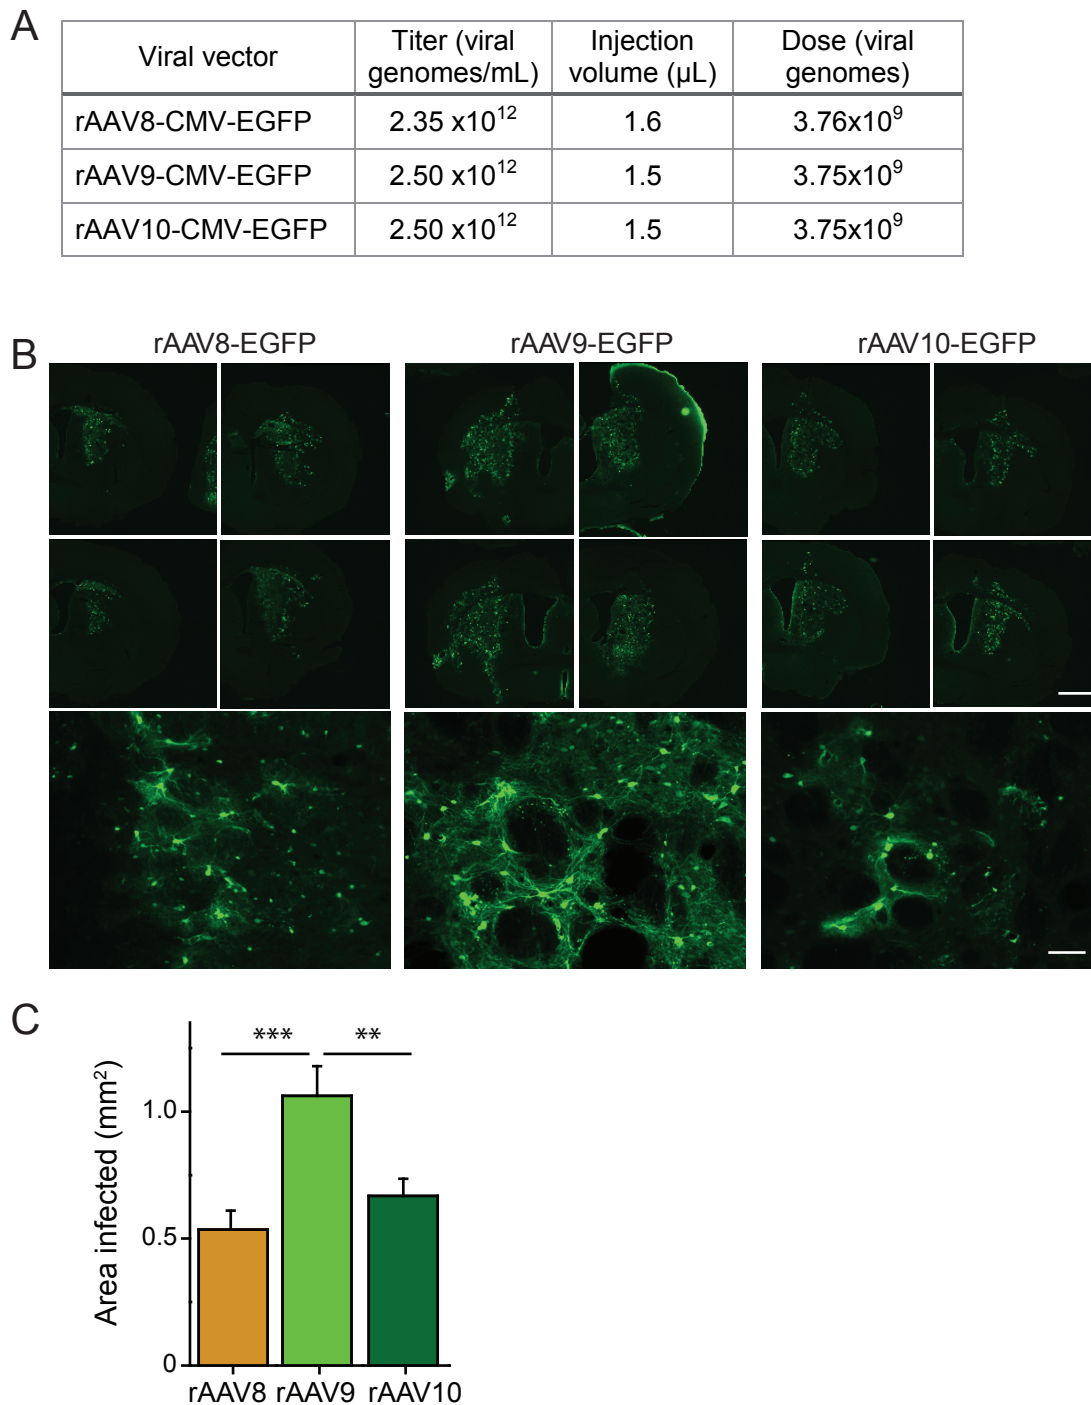 A
Viral vector
Titer (viral genomes/mL)
Injection volume (µL)
Dose (viral genomes)
rAAV8-CMV-EGFP 2.35 x10^12 1.6 3.76x10^9
rAAV9-CMV-EGFP 2.50 x10^12 1.5 3.75x10^9
rAAV10-CMV-EGFP 2.50 x10^12 1.5 3.75x10^9
B
rAAV8-EGFP rAAV9-EGFP rAAV10-EGFP
C
*** **
Area infected (mm²)
1.0
0.5
0
rAAV8 rAAV9 rAAV10